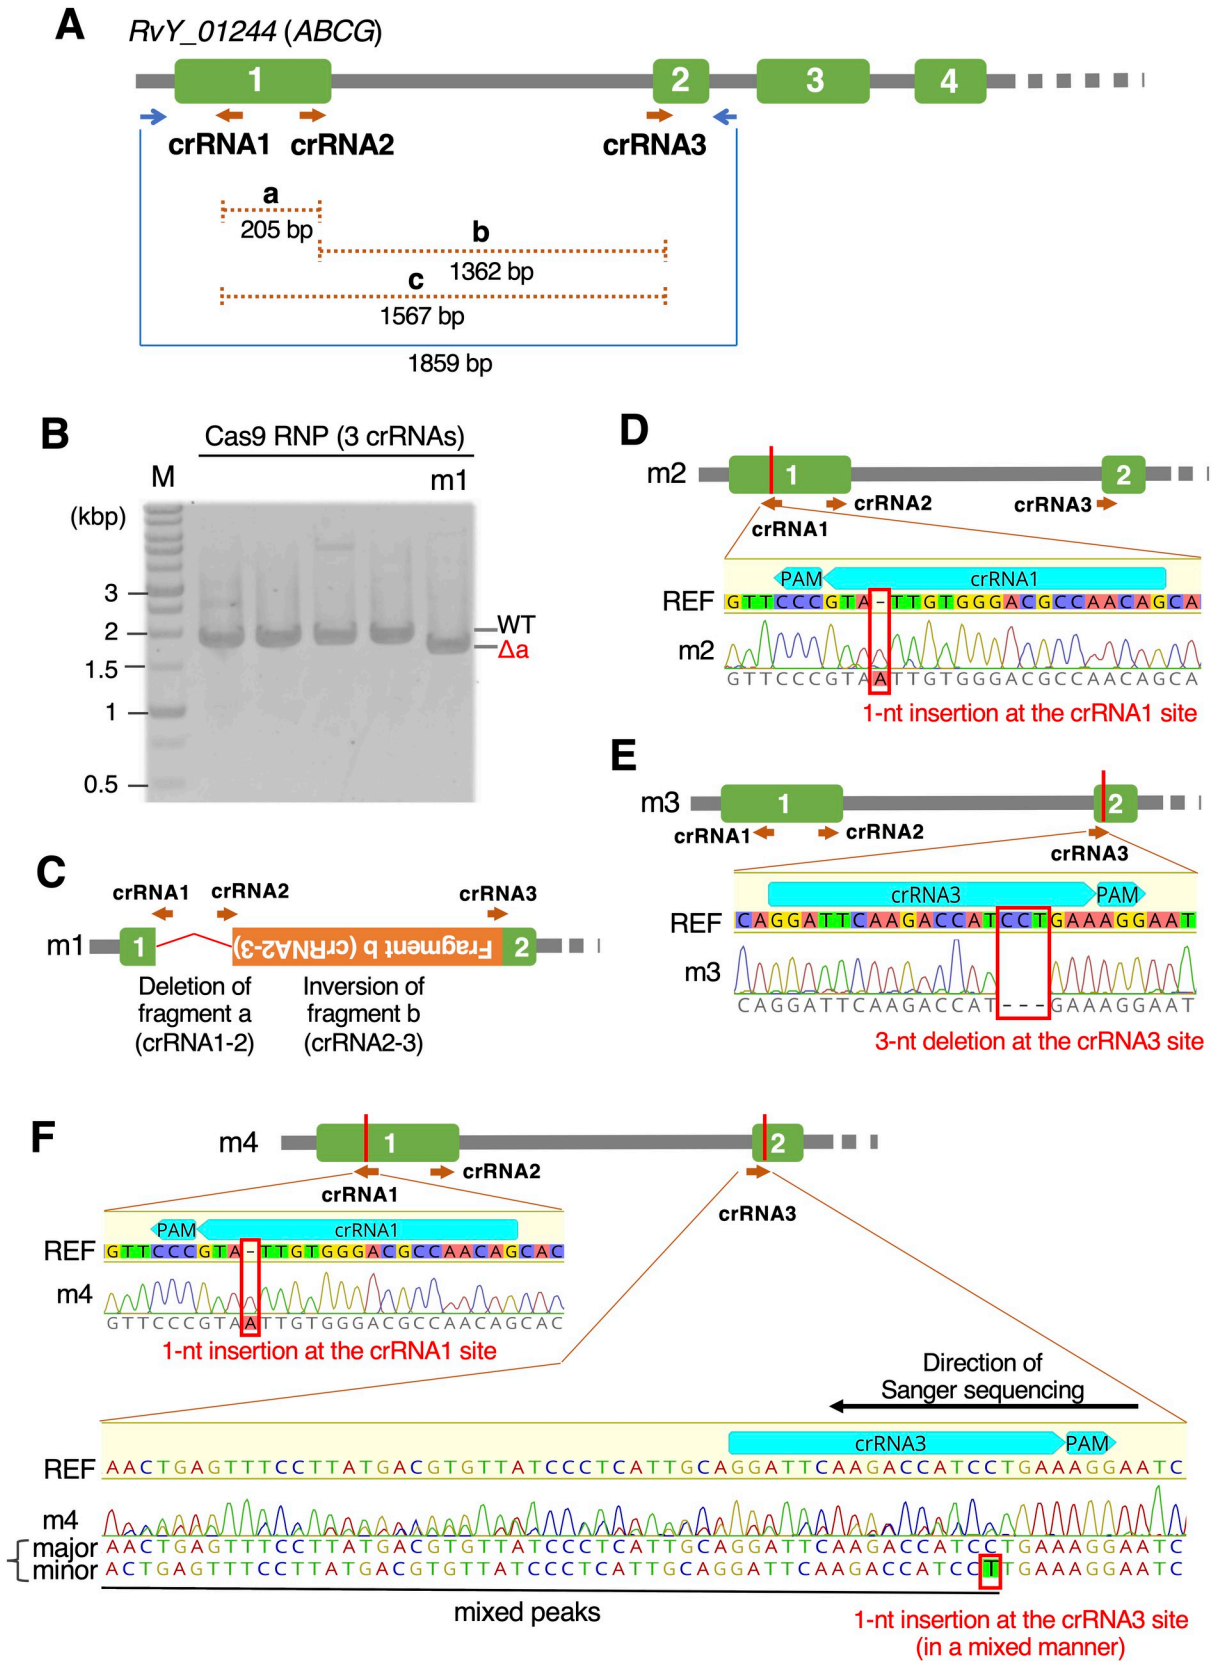 A
RvY_01244 (ABCG)
1
2
3
4
crRNA1
crRNA2
crRNA3
a
205 bp
b
1362 bp
c
1567 bp
1859 bp
B
Cas9 RNP (3 crRNAs)
M
m1
(kbp)
3
2
1.5
1
0.5
WT
Δa
C
crRNA1
crRNA2
crRNA3
m1
1
Fragment b (crRNA2-3)
2
Deletion of
fragment a
(crRNA1-2)
Inversion of
fragment b
(crRNA2-3)
D
m2
1
2
crRNA2
crRNA3
crRNA1
PAM
crRNA1
REF
GTTCCCGTA-TTGTGGGACGCCAACAGCA
m2
GTTCCCGTAATTGTGGGACGCCAACAGCA
1-nt insertion at the crRNA1 site
E
m3
1
2
crRNA1
crRNA2
crRNA3
crRNA3
PAM
REF
CAGGATTCAAGACCATCCTGAAAGGAAT
m3
CAGGATTCAAGACCAT---GAAAGGAAT
3-nt deletion at the crRNA3 site
F
m4
1
2
crRNA2
crRNA1
crRNA3
PAM
crRNA1
REF
GTTCCCGTA-TTGTGGGACGCCAACAGCAC
m4
GTTCCCGTAATTGTGGGACGCCAACAGCAC
1-nt insertion at the crRNA1 site
Direction of
Sanger sequencing
crRNA3
PAM
REF
AACTGAGTTTCCTTATGACGTGTTATCCCTCATTGCAGGATTCAAGACCATCCTGAAAGGAATC
m4
major
AACTGAGTTTCCTTATGACGTGTTATCCCTCATTGCAGGATTCAAGACCATCCTGAAAGGAATC
minor
ACTGAGTTTCCTTATGACGTGTTATCCCTCATTGCAGGATTCAAGACCATCCTTGAAAGGAATC
mixed peaks
1-nt insertion at the crRNA3 site
(in a mixed manner)